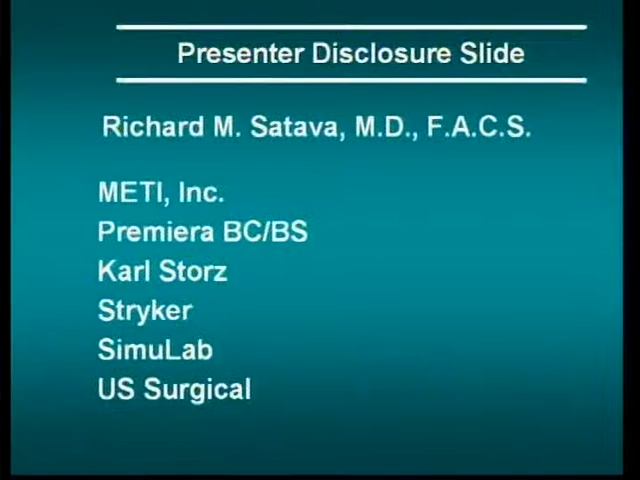 Presenter Disclosure Slide
Richard M. Satava, M.D., F.A.C.S.
METI, Inc.
Premiera BC/BS
Karl Storz
Stryker
SimuLab
US Surgical